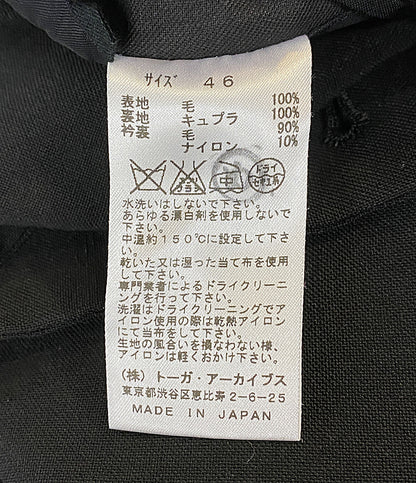 サイズ 46
表地 毛 100%
裏地 キュプラ 100%
衿裏 毛 90%
ナイロン 10%
中
ドライ
水洗いはしないで下さい。
あらゆる漂白剤を使用しないで下さい。
中温約150℃に設定して下さい。
乾いた又は湿った当て布を使用して下さい。
専門業者によるドライクリーニングを行って下さい。
洗濯はドライクリーニングでアイロン使用の際は乾熱アイロンにて当布をして下さい。
生地の風合いを損なわない様、アイロンは軽くおかけ下さい。
(株) トーガ・アーカイブス
東京都渋谷区恵比寿2-6-25
MADE IN JAPAN